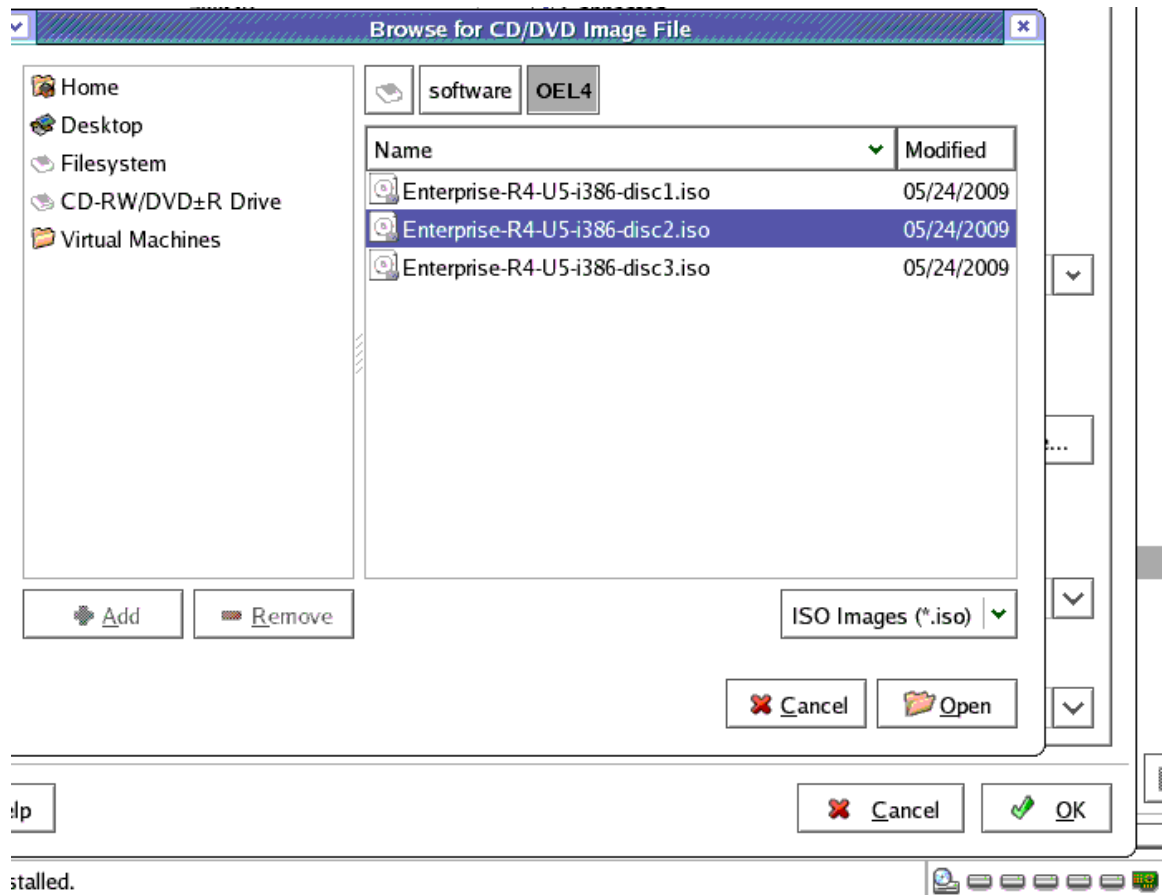 Browse for CD/DVD Image File
Home
Desktop
Filesystem
CD-RW/DVD±R Drive
Virtual Machines
software OEL4
Name Modified
Enterprise-R4-U5-i386-disc1.iso 05/24/2009
Enterprise-R4-U5-i386-disc2.iso 05/24/2009
Enterprise-R4-U5-i386-disc3.iso 05/24/2009
e...
Add Remove
ISO Images (*.iso)
Cancel Open
elp
Cancel OK
stalled.